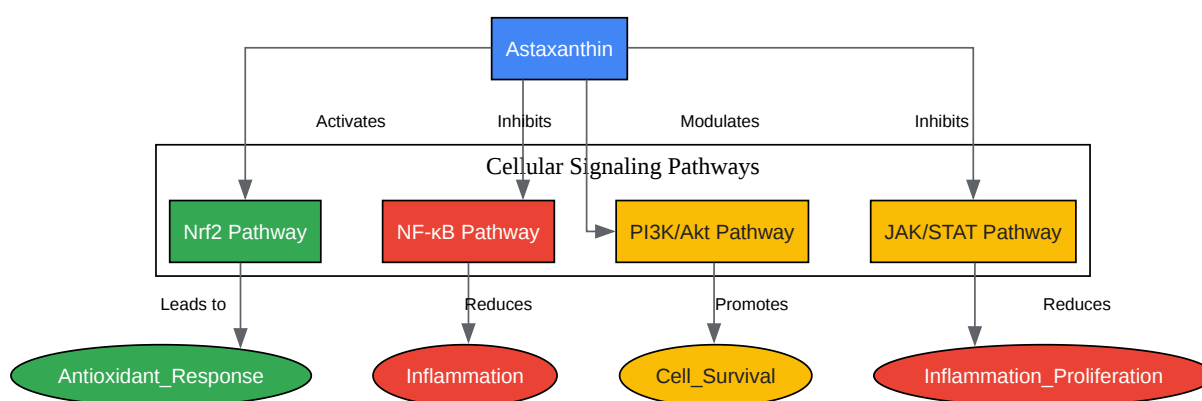 Astaxanthin
Activates
Inhibits
Modulates
Inhibits
Cellular Signaling Pathways
Nrf2 Pathway
NF-κB Pathway
PI3K/Akt Pathway
JAK/STAT Pathway
Leads to
Reduces
Promotes
Reduces
Antioxidant_Response
Inflammation
Cell_Survival
Inflammation_Proliferation